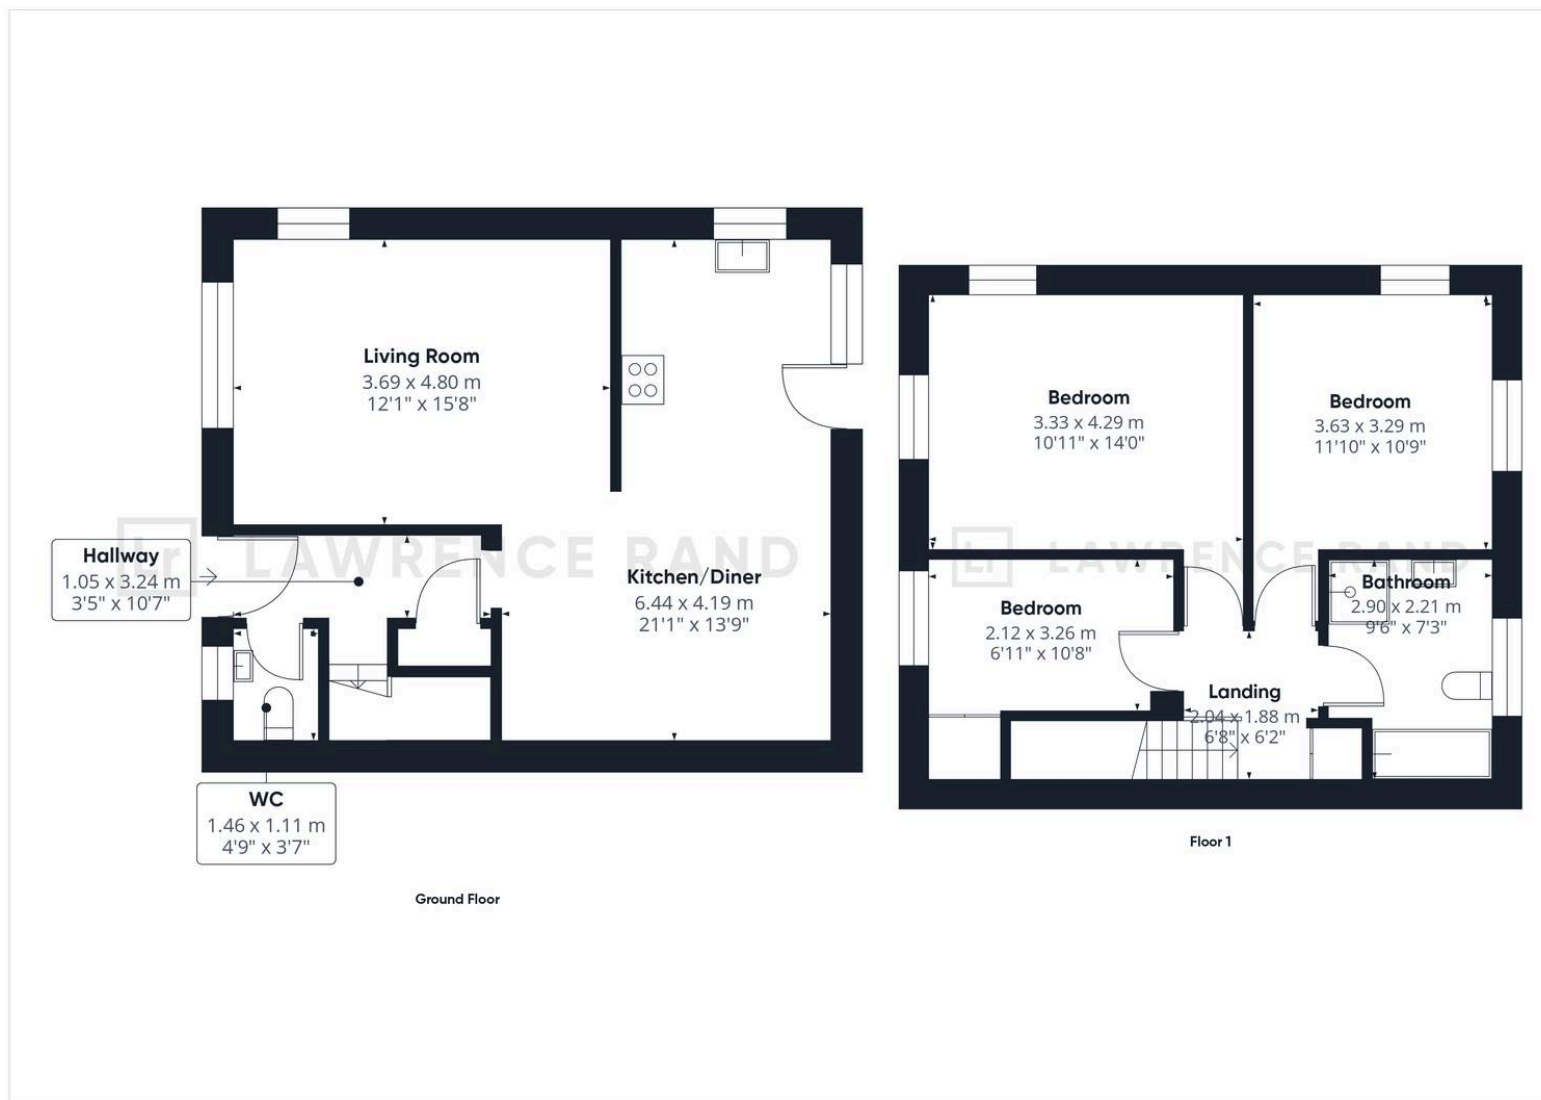 Living Room
3.69 x 4.80 m
12'1" x 15'8"
Hallway
1.05 x 3.24 m
3'5" x 10'7"
Kitchen/Diner
6.44 x 4.19 m
21'1" x 13'9"
WC
1.46 x 1.11 m
4'9" x 3'7"
Ground Floor
Lr LAWRENCE RAND
Bedroom
3.33 x 4.29 m
10'11" x 14'0"
Bedroom
3.63 x 3.29 m
11'10" x 10'9"
Bedroom
2.12 x 3.26 m
6'11" x 10'8"
Bathroom
2.90 x 2.21 m
9'6" x 7'3"
Landing
2.04 x 1.88 m
6'8" x 6'2"
Floor 1
Lr LAWRENCE RAND